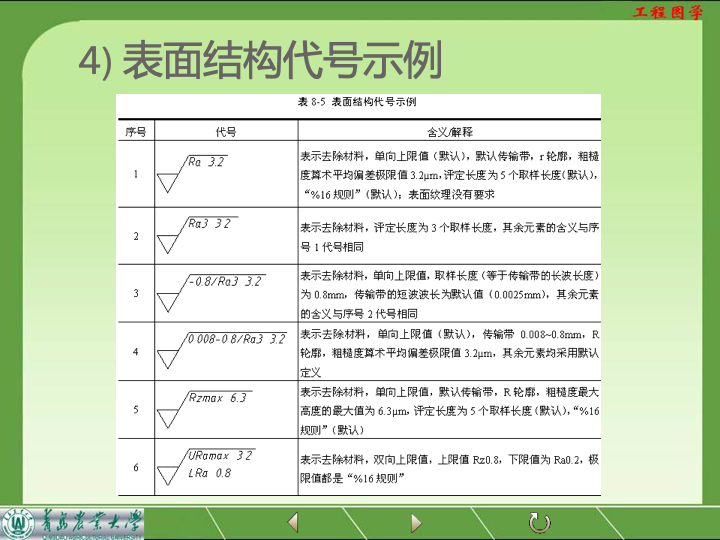 工程图学
4) 表面结构代号示例
表 8-5 表面结构代号示例
序号 代号 含义/解释
1 Ra 3.2 表示去除材料，单向上限值（默认），默认传输带，r 轮廓，粗糙
度算术平均偏差极限值 3.2μm，评定长度为 5 个取样长度（默认），
“%16 规则”（默认）；表面纹理没有要求
2 Ra3 3.2 表示去除材料，评定长度为 3 个取样长度，其余元素的含义与序
号 1 代号相同
3 -0.8/Ra3 3.2 表示去除材料，单向上限值，取样长度（等于传输带的长波长度）
为 0.8mm，传输带的短波波长为默认值（0.0025mm），其余元素
的含义与序号 2 代号相同
4 0.008-0.8/Ra3 3.2 表示去除材料，单向上限值（默认），传输带 0.008~0.8mm，R
轮廓，粗糙度算术平均偏差极限值 3.2μm，其余元素均采用默认
定义
5 Rzmax 6.3 表示去除材料，单向上限值，默认传输带，R 轮廓，粗糙度最大
高度的最大值为 6.3μm，评定长度为 5 个取样长度（默认），“%16
规则”（默认）
6 URamax 3.2 表示去除材料，双向上限值，上限值 Rz0.8，下限值为 Ra0.2，极
LRa 0.8 限值都是“%16 规则”
青岛农业大学
QINGDAO AGRICULTURAL UNIVERSITY